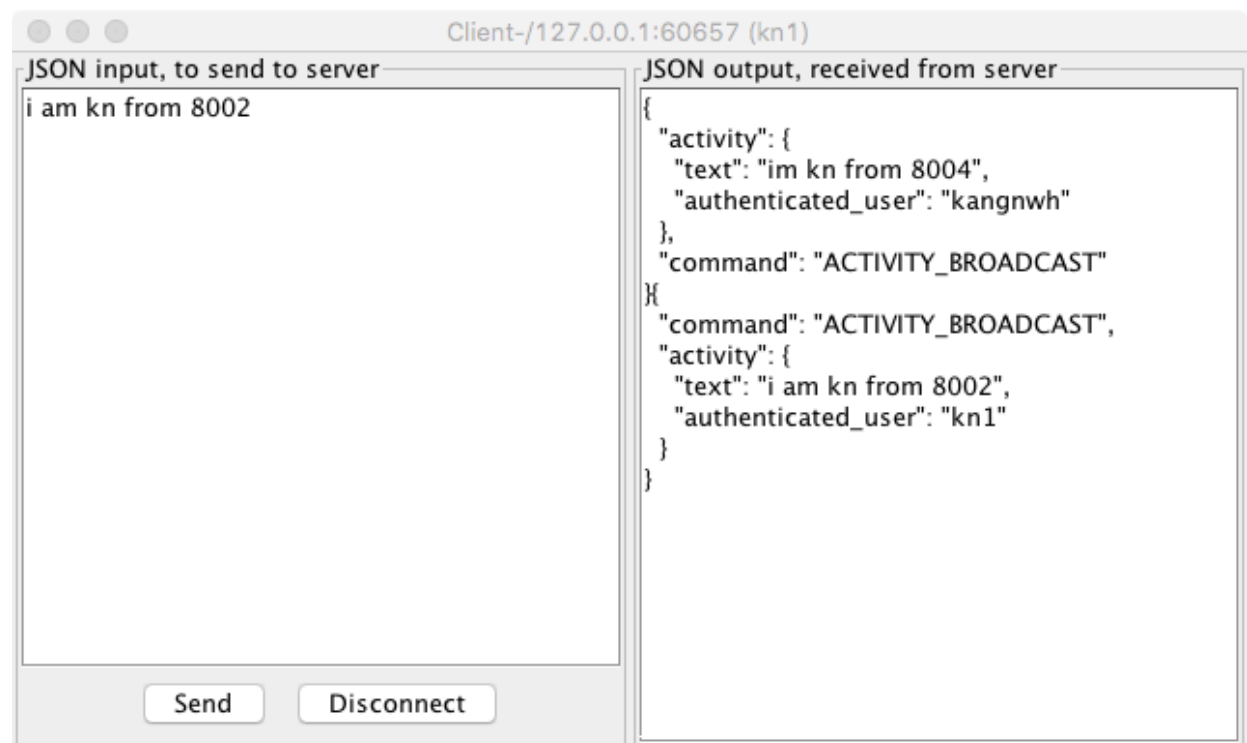 Client-/127.0.0.1:60657 (kn1)
JSON input, to send to server
i am kn from 8002
Send
Disconnect
JSON output, received from server
{
"activity": {
"text": "im kn from 8004",
"authenticated_user": "kangnwh"
},
"command": "ACTIVITY_BROADCAST"
}{
"command": "ACTIVITY_BROADCAST",
"activity": {
"text": "i am kn from 8002",
"authenticated_user": "kn1"
}
}